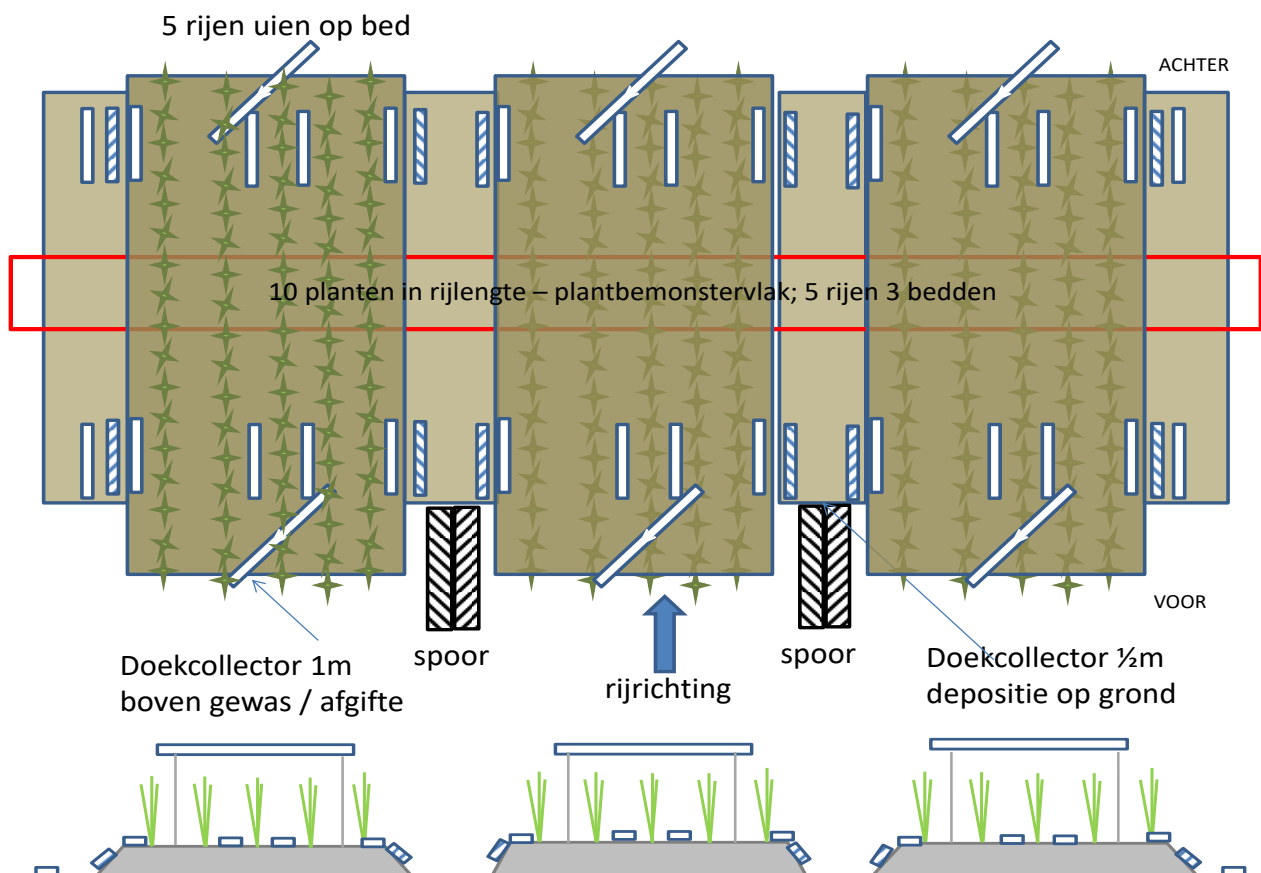 5 rijen uien op bed
ACHTER
10 planten in rijlengte – plantbemonstervlak; 5 rijen 3 bedden
VOOR
Doekcollector 1m
boven gewas / afgifte
spoor
rijrichting
spoor
Doekcollector ½m
depositie op grond